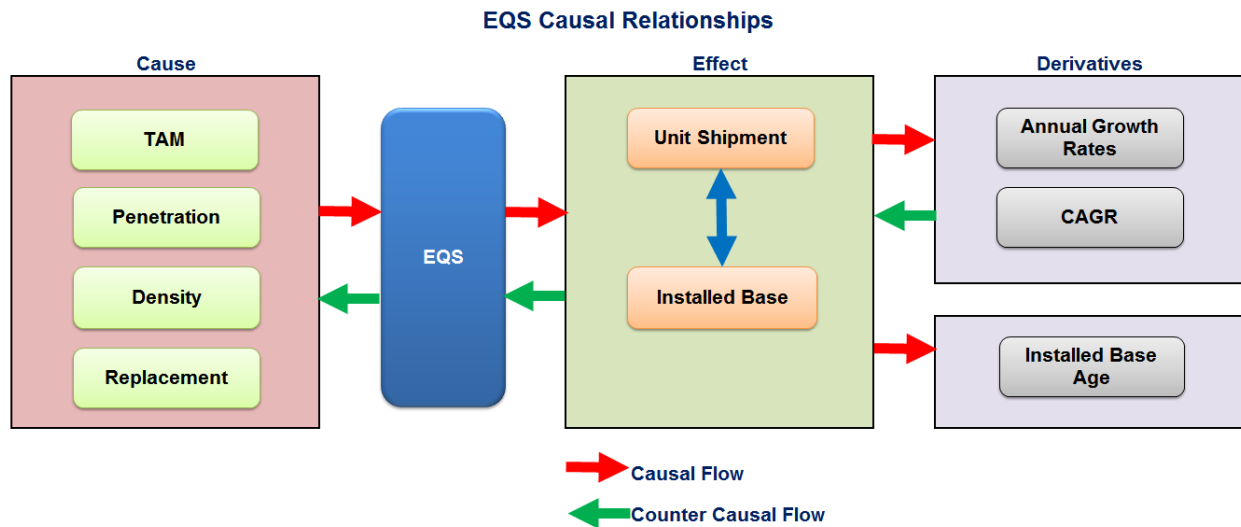 EQS Causal Relationships
Cause
Effect
Derivatives
TAM
Penetration
Density
Replacement
EQS
Unit Shipment
Installed Base
Annual Growth
Rates
CAGR
Installed Base
Age
Causal Flow
Counter Causal Flow